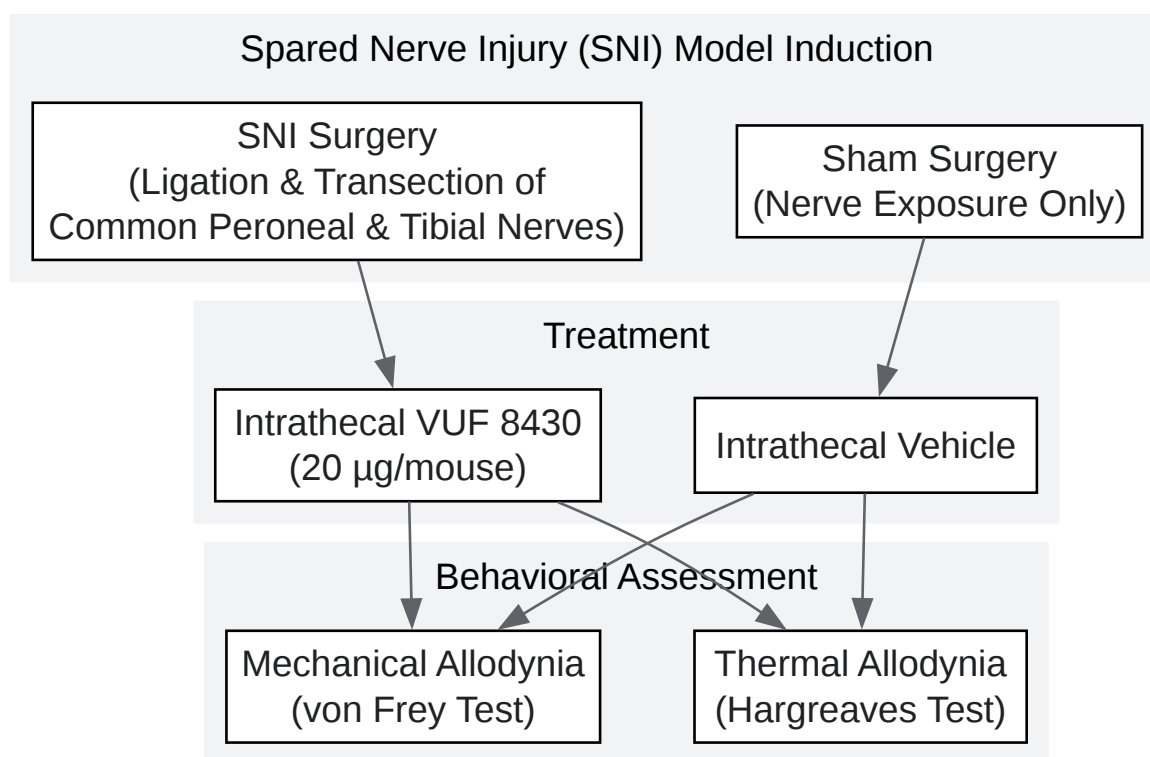 Spared Nerve Injury (SNI) Model Induction
SNI Surgery
(Ligation & Transection of
Common Peroneal & Tibial Nerves)
Sham Surgery
(Nerve Exposure Only)
Treatment
Intrathecal VUF 8430
(20 µg/mouse)
Intrathecal Vehicle
Behavioral Assessment
Mechanical Allodynia
(von Frey Test)
Thermal Allodynia
(Hargreaves Test)